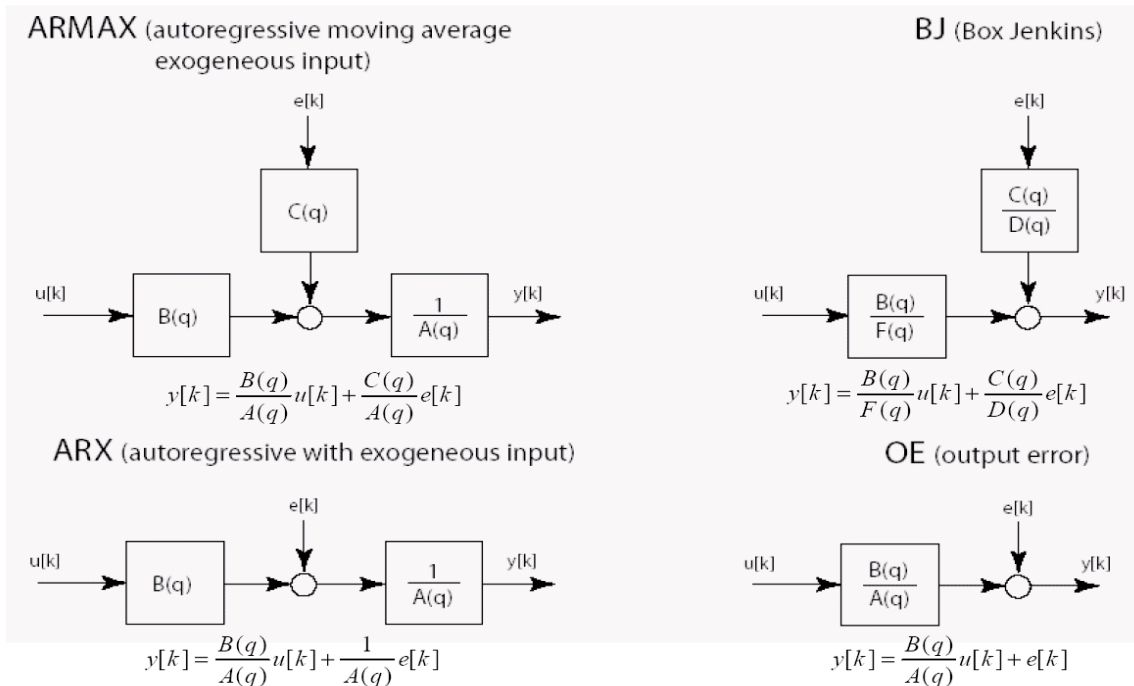 ARMAX (autoregressive moving average
exogeneous input)
e[k]
C(q)
u[k]
B(q)
1
A(q)
y[k]
y[k] = B(q)/A(q) u[k] + C(q)/A(q) e[k]
BJ (Box Jenkins)
e[k]
C(q)
D(q)
u[k]
B(q)
F(q)
y[k]
y[k] = B(q)/F(q) u[k] + C(q)/D(q) e[k]
ARX (autoregressive with exogeneous input)
e[k]
u[k]
B(q)
1
A(q)
y[k]
y[k] = B(q)/A(q) u[k] + 1/A(q) e[k]
OE (output error)
e[k]
u[k]
B(q)
A(q)
y[k]
y[k] = B(q)/A(q) u[k] + e[k]